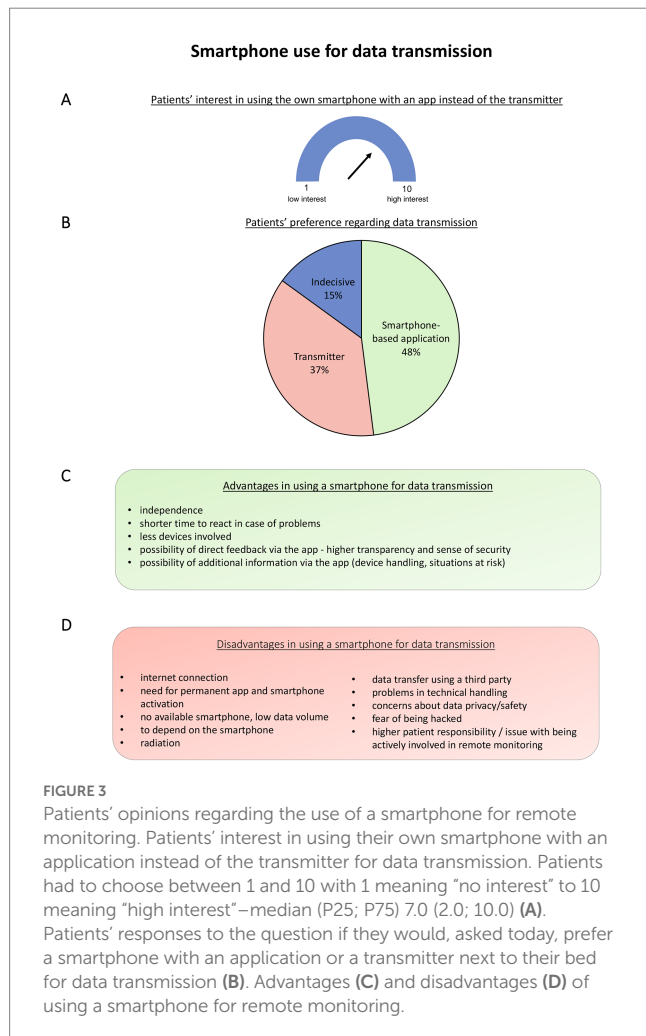 Smartphone use for data transmission
A
Patients' interest in using the own smartphone with an app instead of the transmitter
1
10
low interest
high interest
B
Patients' preference regarding data transmission
Indecisive
15%
Smartphone-
based application
48%
Transmitter
37%
C
Advantages in using a smartphone for data transmission
• independence
• shorter time to react in case of problems
• less devices involved
• possibility of direct feedback via the app - higher transparency and sense of security
• possibility of additional information via the app (device handling, situations at risk)
D
Disadvantages in using a smartphone for data transmission
• internet connection
• need for permanent app and smartphone
activation
• no available smartphone, low data volume
• to depend on the smartphone
• radiation
• data transfer using a third party
• problems in technical handling
• concerns about data privacy/safety
• fear of being hacked
• higher patient responsibility / issue with being
actively involved in remote monitoring
FIGURE 3
Patients' opinions regarding the use of a smartphone for remote
monitoring. Patients' interest in using their own smartphone with an
application instead of the transmitter for data transmission. Patients
had to choose between 1 and 10 with 1 meaning "no interest" to 10
meaning "high interest"–median (P25; P75) 7.0 (2.0; 10.0) (A).
Patients' responses to the question if they would, asked today, prefer
a smartphone with an application or a transmitter next to their bed
for data transmission (B). Advantages (C) and disadvantages (D) of
using a smartphone for remote monitoring.